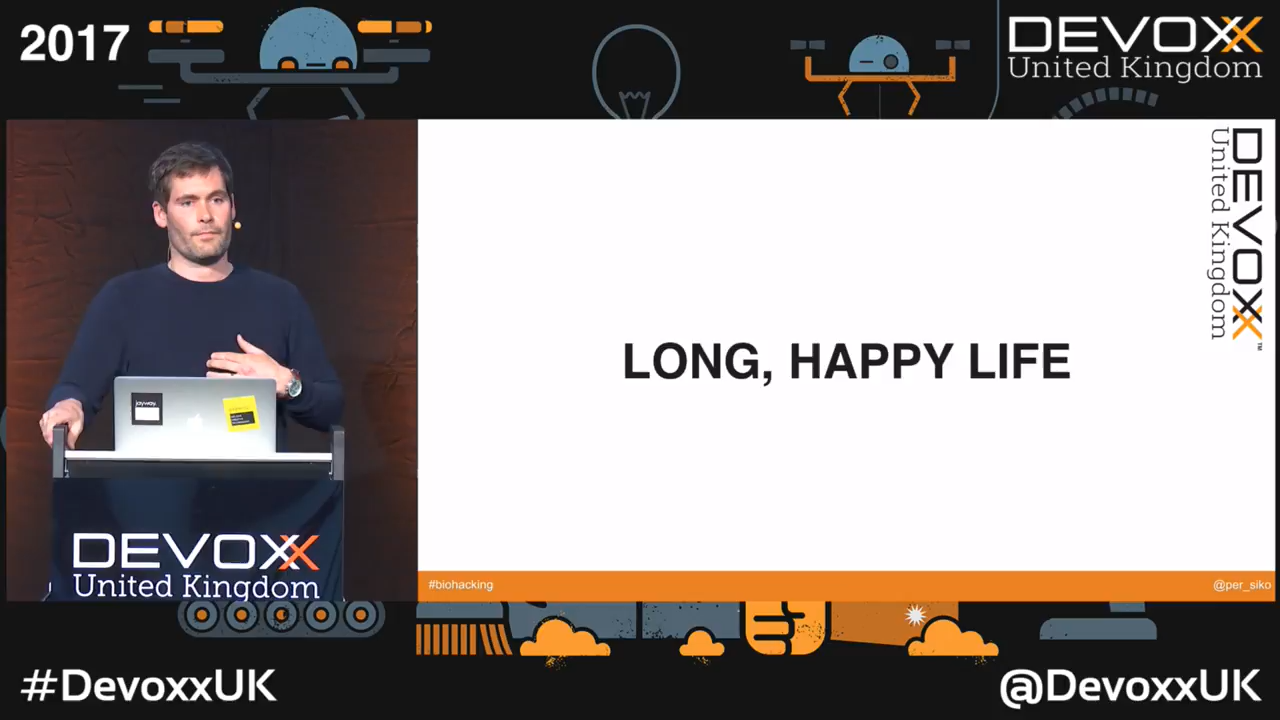 2017
DEVOXX
United Kingdom
DEVOXX
United Kingdom
LONG, HAPPY LIFE
jayway.
DEVOXX
United Kingdom
#biohacking
@per_siko
#DevoxxUK
@DevoxxUK